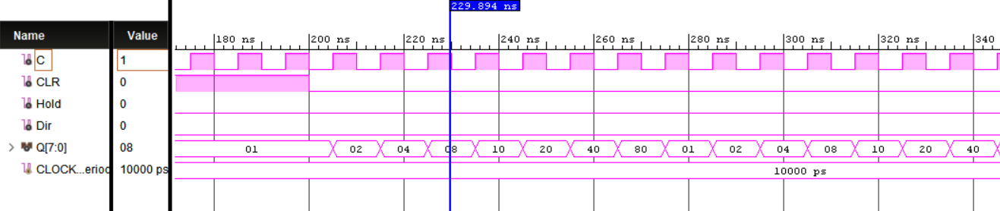 229.894 ns
Name Value 180 ns 200 ns 220 ns 240 ns 260 ns 280 ns 300 ns 320 ns 340
C 1
CLR 0
Hold 0
Dir 0
Q[7:0] 08 01 02 04 08 10 20 40 80 01 02 04 08 10 20 40
CLOCK...eriod 10000 ps 10000 ps